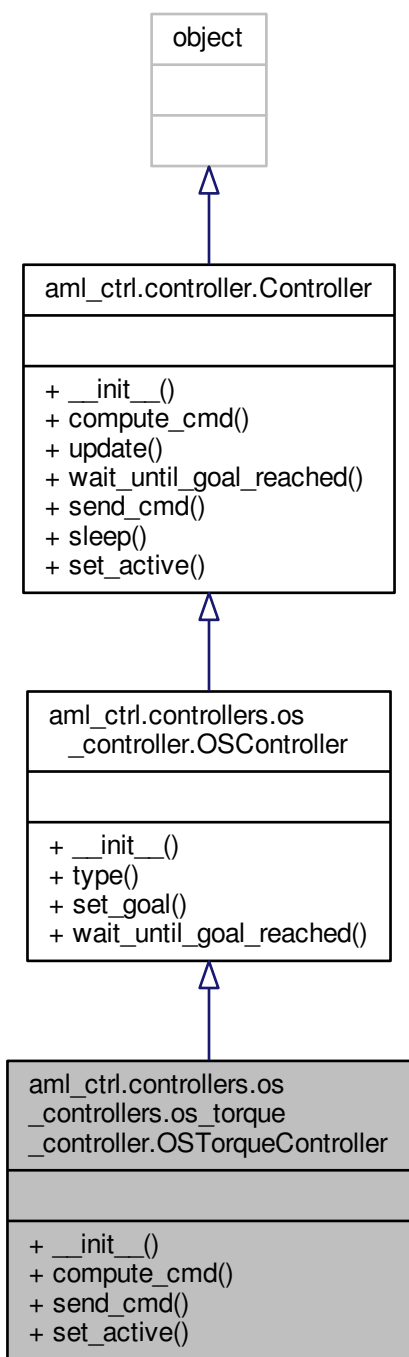 object
aml_ctrl.controller.Controller
+ __init__()
+ compute_cmd()
+ update()
+ wait_until_goal_reached()
+ send_cmd()
+ sleep()
+ set_active()
aml_ctrl.controllers.os
_controller.OSController
+ __init__()
+ type()
+ set_goal()
+ wait_until_goal_reached()
aml_ctrl.controllers.os
_controllers.os_torque
_controller.OSTorqueController
+ __init__()
+ compute_cmd()
+ send_cmd()
+ set_active()